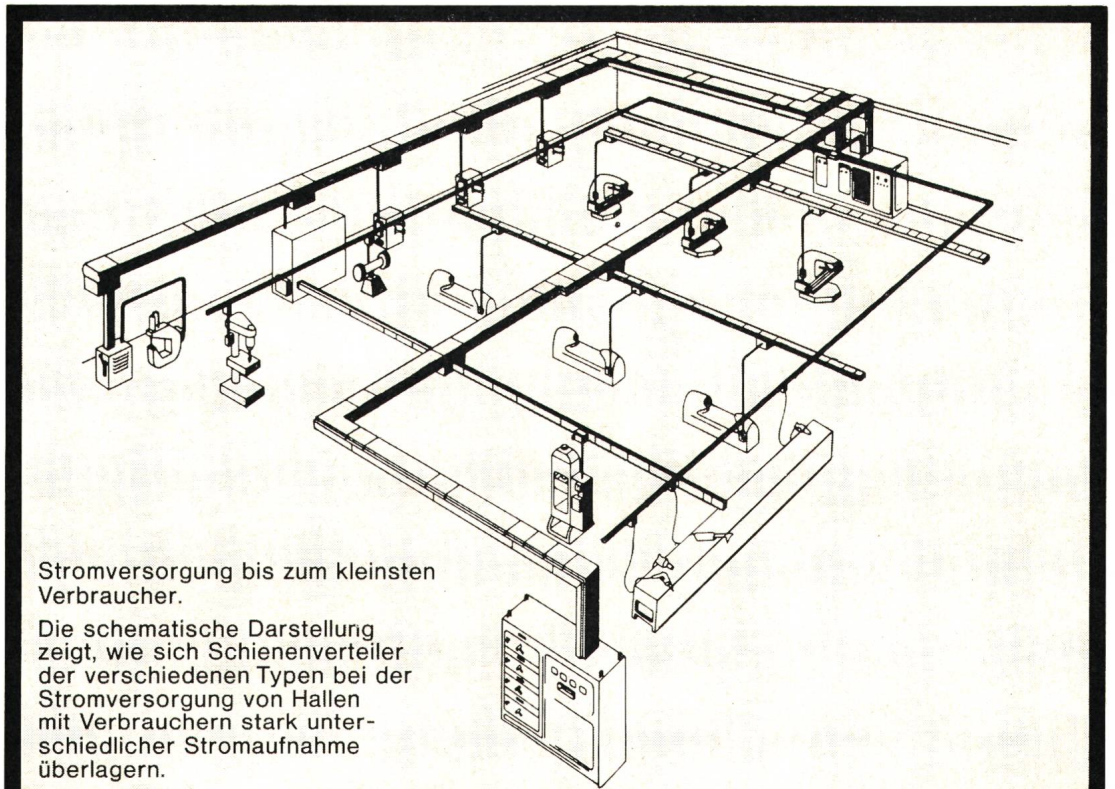 Stromversorgung bis zum kleinsten
Verbraucher.
Die schematische Darstellung
zeigt, wie sich Schienenverteiler
der verschiedenen Typen bei der
Stromversorgung von Hallen
mit Verbrauchern stark unter-
schiedlicher Stromaufnahme
überlagern.